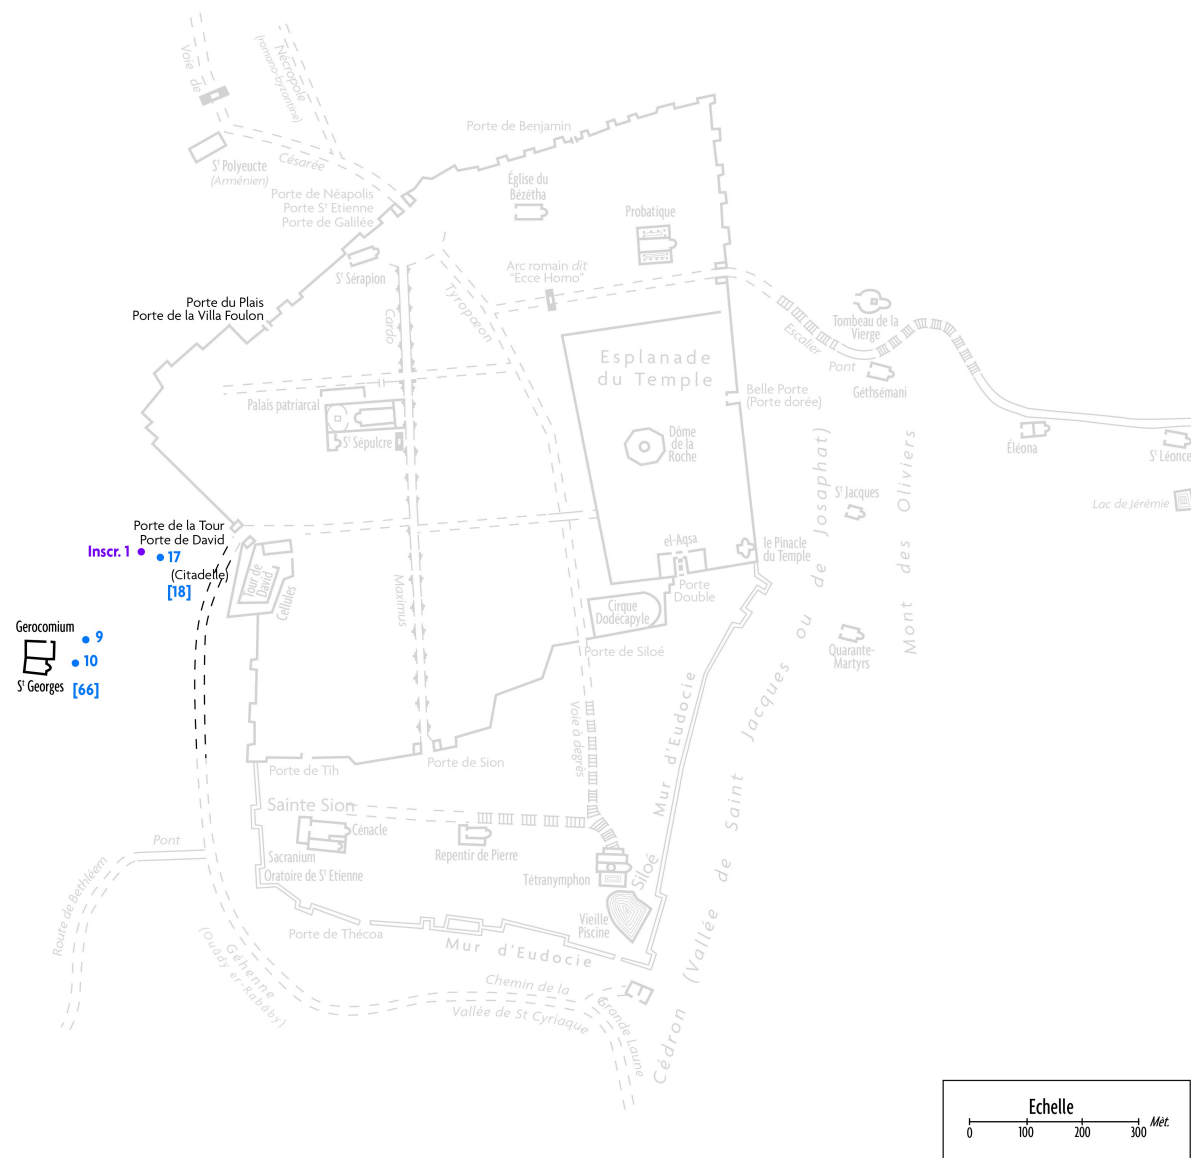 Voie de
Nécropole
(romano-byzantine)
Césarée
Sᵗ Polyeucte
(Arménien)
Porte de Benjamin
Porte de Néapolis
Porte Sᵗ Etienne
Porte de Galilée
Église du
Bézétha
Probatique
Sᵗ Sérapion
Arc romain dit
"Ecce Homo"
Tyropœon
Cardo
Porte du Plais
Porte de la Villa Foulon
Escalier
Pont
Tombeau de la
Vierge
Géthsémani
Esplanade
du Temple
Belle Porte
(Porte dorée)
Palais patriarcal
Sᵗ Sépulcre
Dôme
de la
Roche
Éléona
Sᵗ Léonce
Lac de Jérémie
Sᵗ Jacques
Mont des Oliviers
Porte de la Tour
Porte de David
Inscr. 1
17
(Citadelle)
[18]
Tour de
David
Cellules
Maximus
el-Aqsa
le Pinacle
du Temple
Porte
Double
Cirque
Dodécapyle
Porte de Siloé
Quarante-
Martyrs
Gerocomium
9
10
Sᵗ Georges
[66]
Voie à degrès
Mur d'Eudocie
Cédron (Vallée de Saint Jacques ou de Josaphat)
Porte de Tih
Porte de Sion
Sainte Sion
Cénacle
Sacranium
Oratoire de Sᵗ Etienne
Repentir de Pierre
Tétranymphon
Siloé
Vieille
Piscine
Pont
Route de Bethléem
Porte de Thécoa
Mur d'Eudocie
Géhenne
(Ouâdy er-Rabâby)
Chemin de la
Vallée de St Cyriaque
Grande Laune
Echelle
0 100 200 300 Mèt.